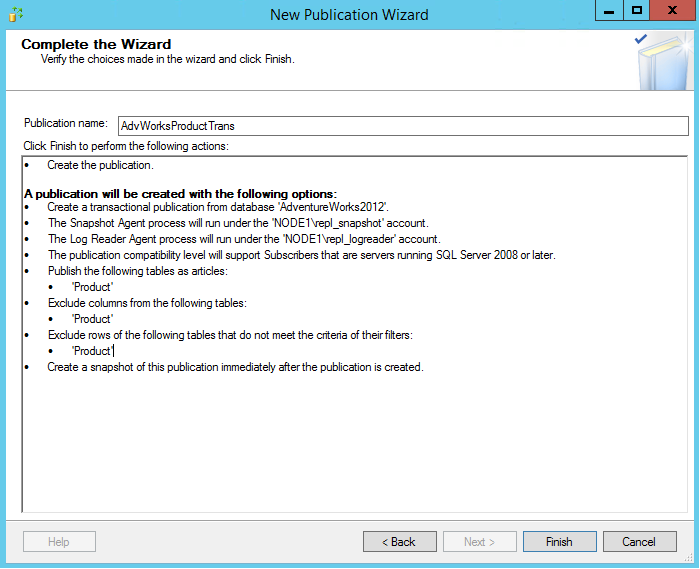 New Publication Wizard
Complete the Wizard
Verify the choices made in the wizard and click Finish.
Publication name: AdvWorksProductTrans
Click Finish to perform the following actions:
• Create the publication.
A publication will be created with the following options:
• Create a transactional publication from database 'AdventureWorks2012'.
• The Snapshot Agent process will run under the 'NODE1\repl_snapshot' account.
• The Log Reader Agent process will run under the 'NODE1\repl_logreader' account.
• The publication compatibility level will support Subscribers that are servers running SQL Server 2008 or later.
• Publish the following tables as articles:
• 'Product'
• Exclude columns from the following tables:
• 'Product'
• Exclude rows of the following tables that do not meet the criteria of their filters:
• 'Product'
• Create a snapshot of this publication immediately after the publication is created.
Help < Back Next > Finish Cancel